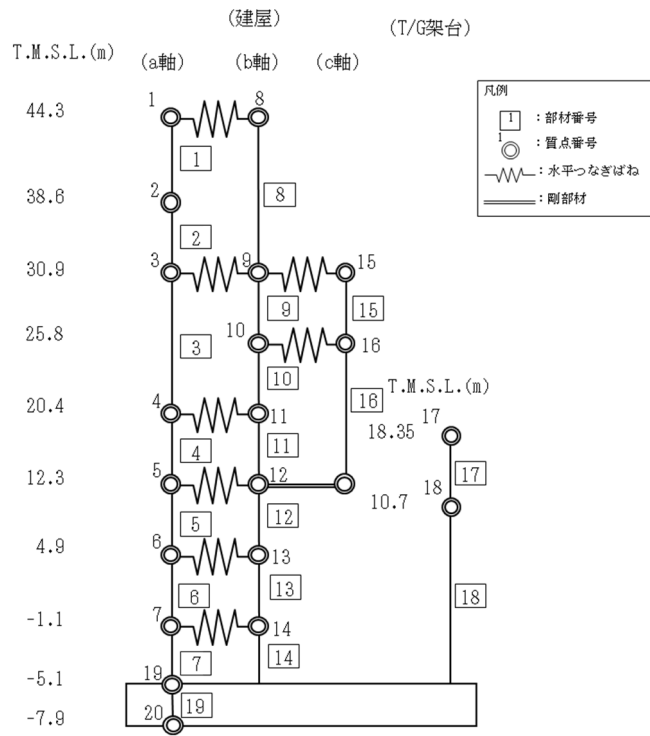 (建屋)
(T/G架台)
T.M.S.L.(m)
(a軸) (b軸) (c軸)
凡例
1 :部材番号
1 :質点番号
:水平つなぎばね
:剛部材
44.3 1 8
1
38.6 2 8
2
30.9 3 9 15
9 15
25.8 3 10 16
10 16
T.M.S.L.(m)
20.4 4 11 17
18.35
4 11 17
12.3 5 12 18
10.7
5 12
4.9 6 13
6 13 18
-1.1 7 14
7 14
-5.1 19
19
-7.9 20